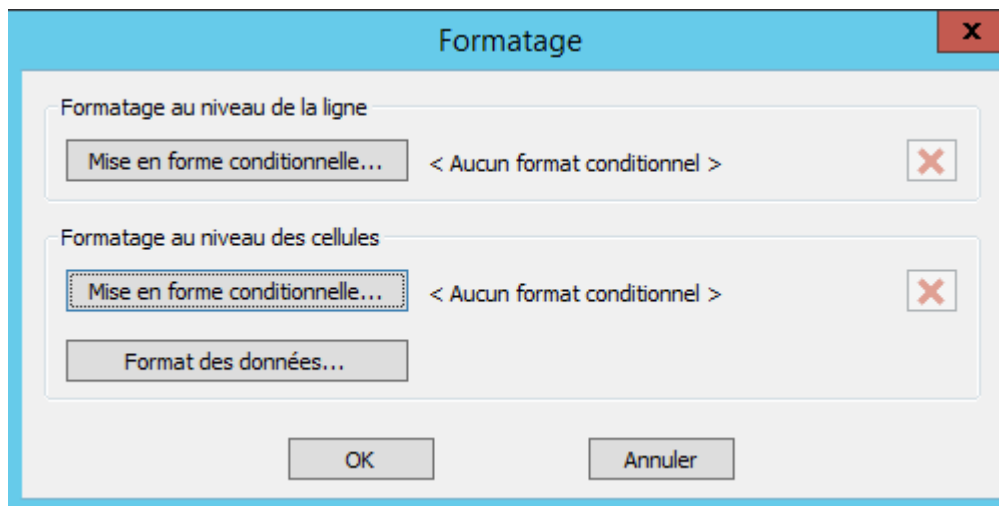 Formatage
x
Formatage au niveau de la ligne
Mise en forme conditionnelle... < Aucun format conditionnel >
Formatage au niveau des cellules
Mise en forme conditionnelle... < Aucun format conditionnel >
Format des données...
OK Annuler